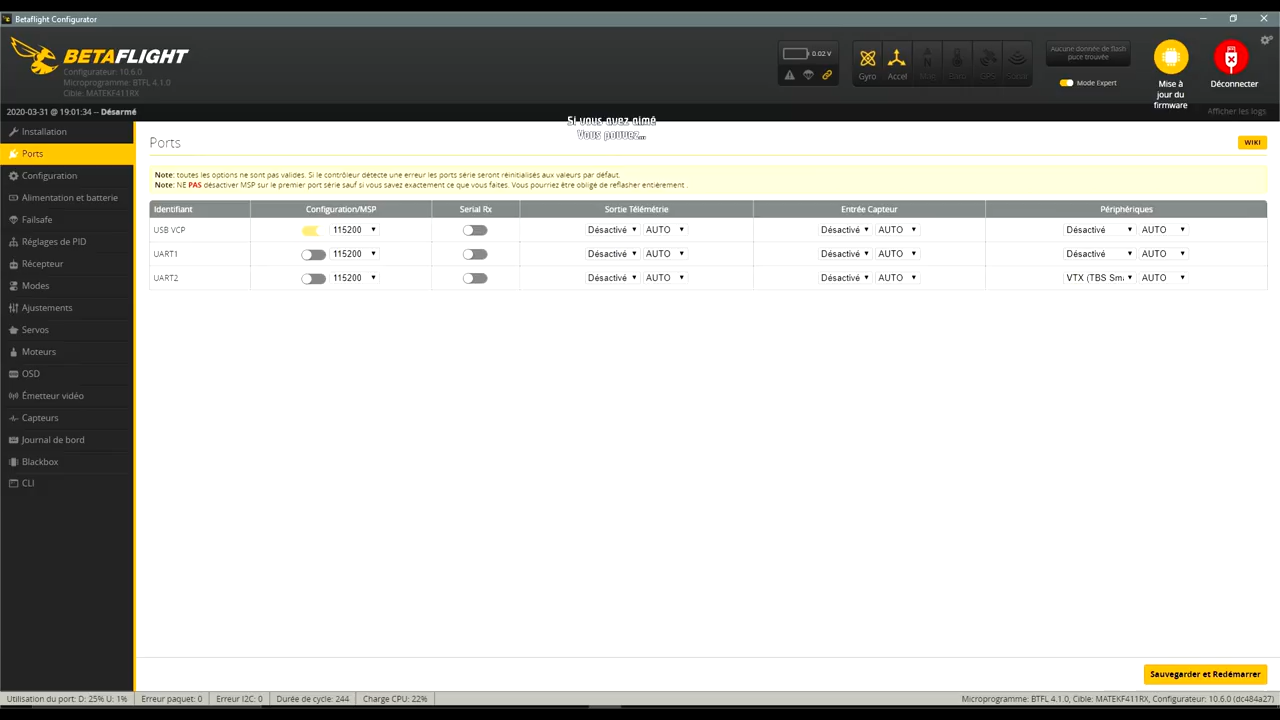 Betaflight Configurator
BETAFLIGHT
Configurateur: 10.6.0
Microprogramme: BTFL 4.1.0
Cible: MATEKF411RX
0.02 V
Gyro
Accel
Mag
Baro
GPS
Sonar
Aucune donnée de flash
puce trouvée
Mode Expert
Mise à
jour du
firmware
Déconnecter
2020-03-31 @ 19:01:34 -- Désarmé
Afficher les logs
Si vous avez aimé
Vous pouvez...
Installation
Ports
Configuration
Alimentation et batterie
Failsafe
Réglages de PID
Récepteur
Modes
Ajustements
Servos
Moteurs
OSD
Émetteur vidéo
Capteurs
Journal de bord
Blackbox
CLI
Ports
WIKI
Note: toutes les options ne sont pas valides. Si le contrôleur détecte une erreur les ports série seront réinitialisés aux valeurs par défaut.
Note: NE PAS désactiver MSP sur le premier port série sauf si vous savez exactement ce que vous faites. Vous pourriez être oblige de reflasher entierement .
Identifiant Configuration/MSP Serial Rx Sortie Télémétrie Entrée Capteur Périphériques
USB VCP 115200 Désactivé AUTO Désactivé AUTO Désactivé AUTO
UART1 115200 Désactivé AUTO Désactivé AUTO Désactivé AUTO
UART2 115200 Désactivé AUTO Désactivé AUTO VTX (TBS Sma AUTO
Sauvegarder et Redémarrer
Utilisation du port: D: 25% U: 1% Erreur paquet: 0 Erreur I2C: 0 Durée de cycle: 244 Charge CPU: 22% Microprogramme: BTFL 4.1.0, Cible: MATEKF411RX, Configurateur: 10.6.0 (dc484a27)